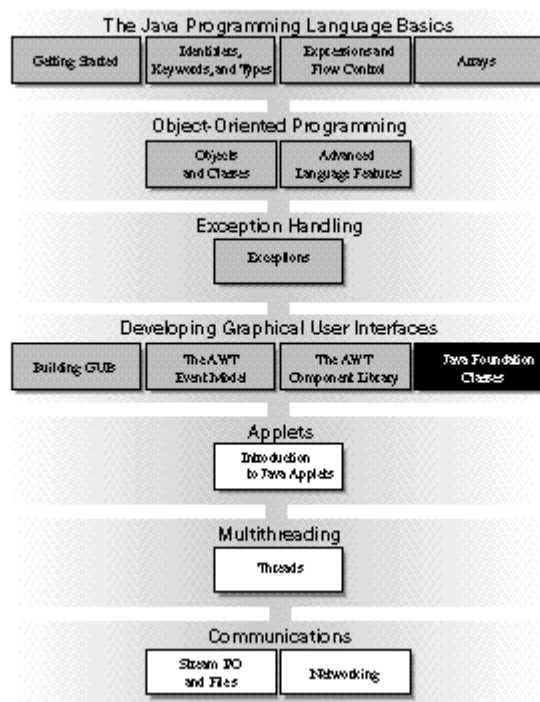 The Java Programming Language Basics
Getting Started
Identifiers,
Keywords, and Types
Expressions and
Flow Control
Arrays
Object-Oriented Programming
Objects
and Classes
Advanced
Language Features
Exception Handling
Exceptions
Developing Graphical User Interfaces
Building GUIs
The AWT
Event Model
The AWT
Component Library
Java Foundation
Classes
Applets
Introduction
to Java Applets
Multithreading
Threads
Communications
Stream I/O
and Files
Networking